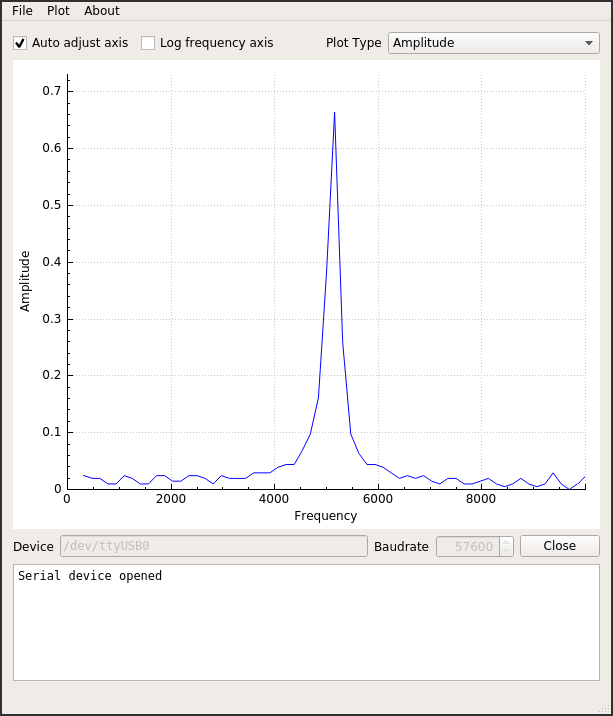 File Plot About
Auto adjust axis Log frequency axis Plot Type Amplitude
0.7
0.6
0.5
0.4
0.3
0.2
0.1
0
Amplitude
0 2000 4000 6000 8000
Frequency
Device /dev/ttyUSB0 Baudrate 57600 Close
Serial device opened